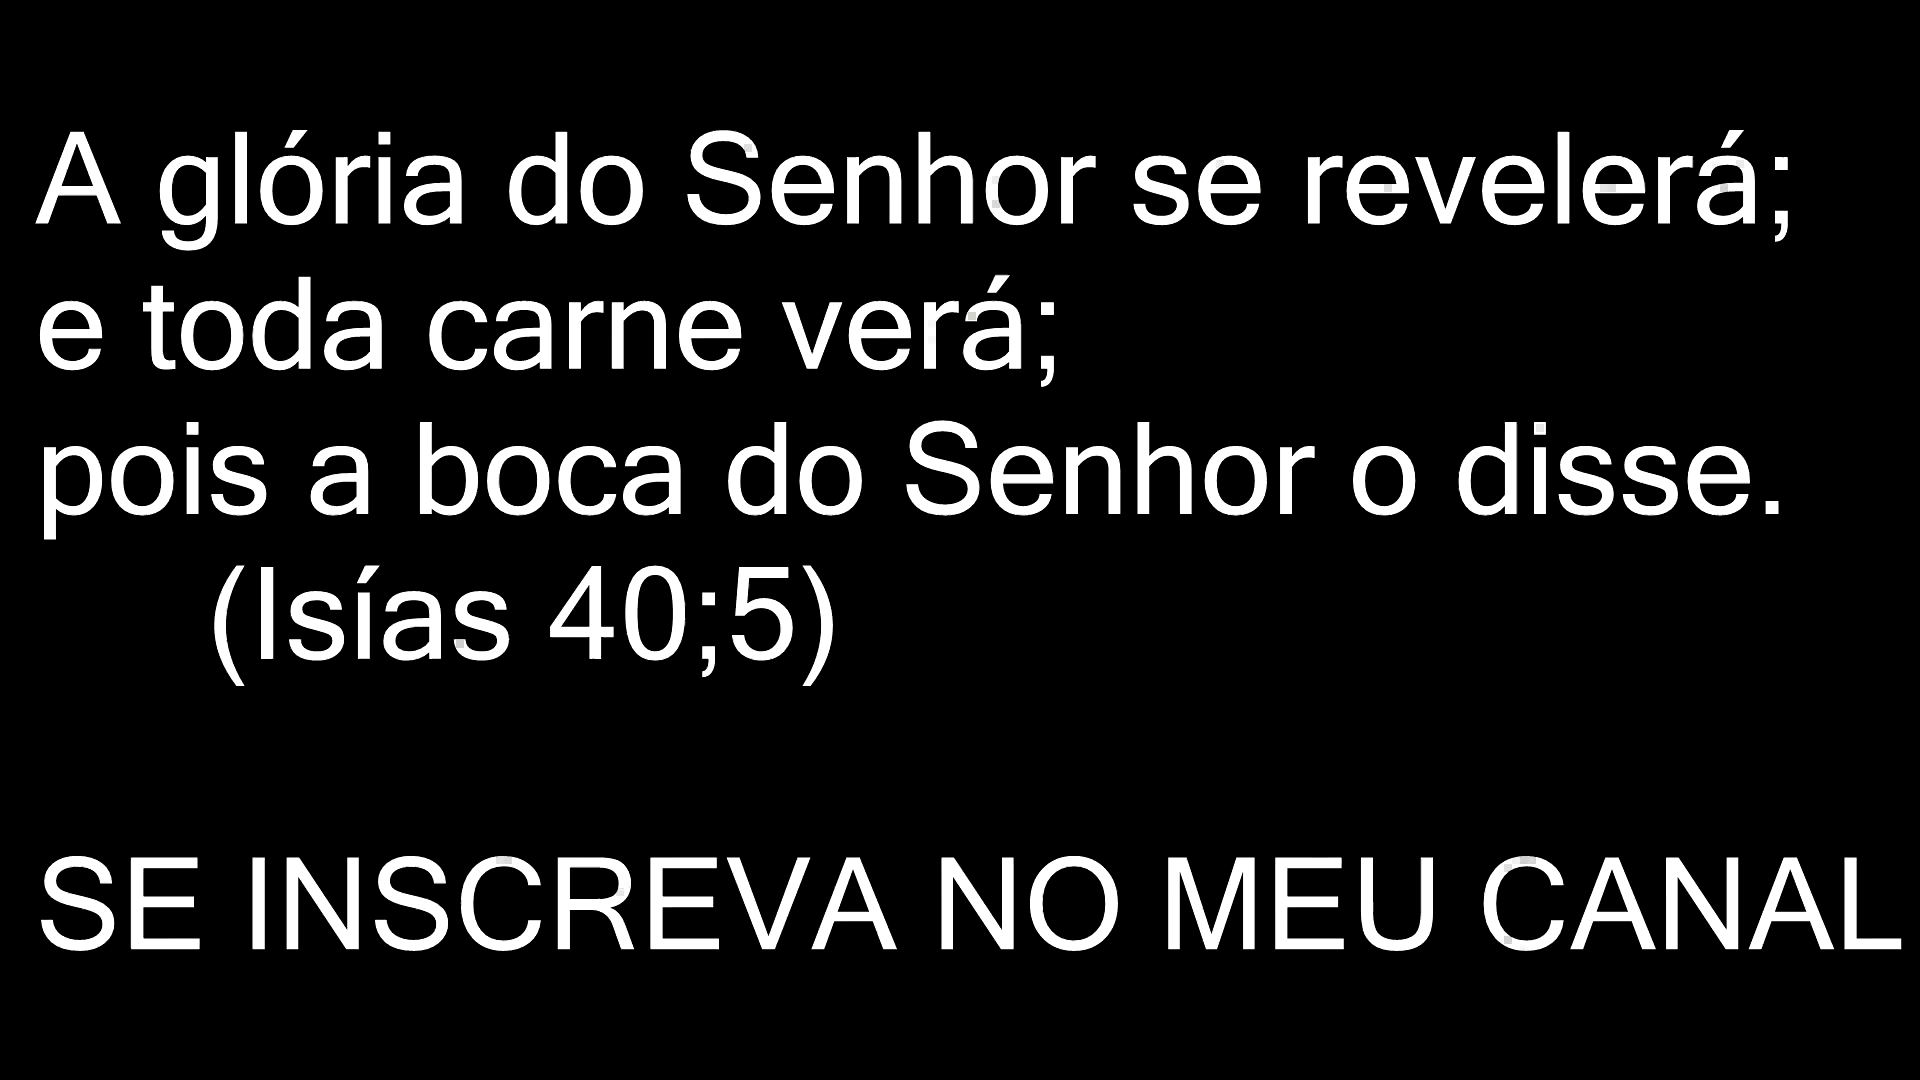 A glória do Senhor se revelerá;
e toda carne verá;
pois a boca do Senhor o disse.
(Isías 40;5)
SE INSCREVA NO MEU CANAL